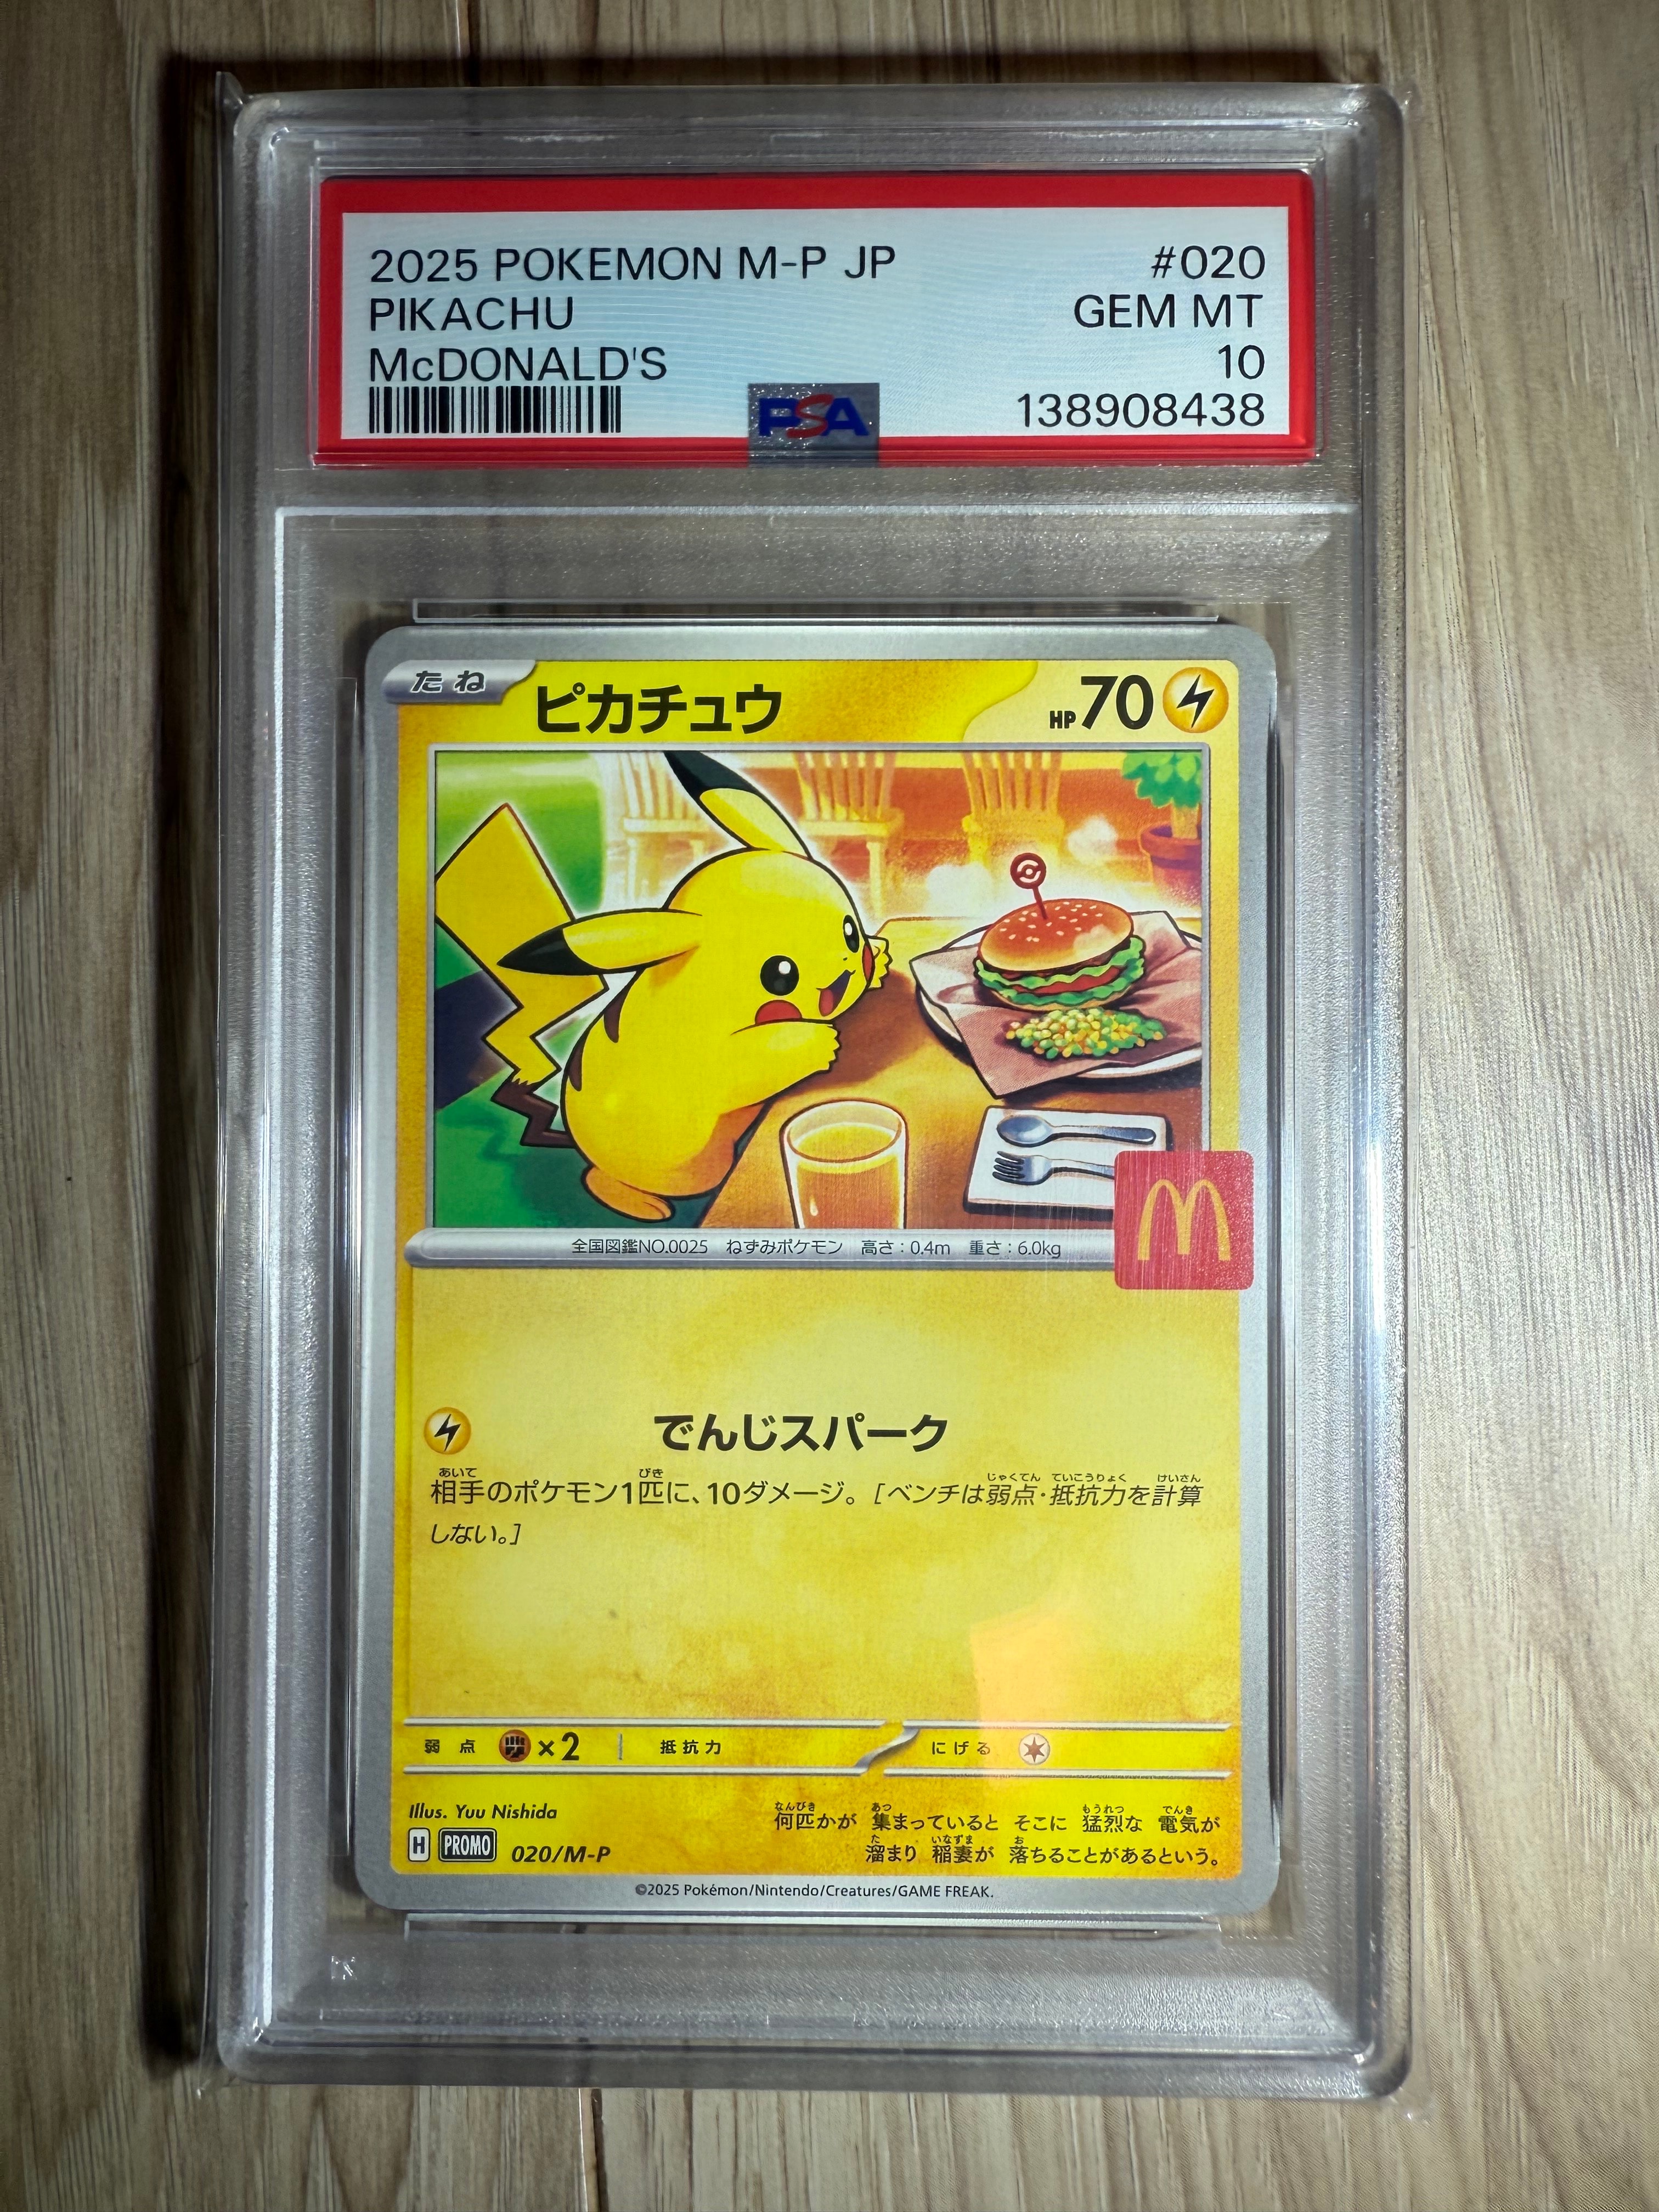 2025 POKEMON M-P JP #020
PIKACHU GEM MT
McDONALD'S 10
PSA 138908438
たね ピカチュウ HP70
全国図鑑NO.0025 ねずみポケモン 高さ:0.4m 重さ:6.0kg
でんじスパーク
相手のポケモン1匹に、10ダメージ。[ベンチは弱点・抵抗力を計算
しない。]
弱点 ×2 抵抗力 にげる
Illus. Yuu Nishida
何匹かが 集まっていると そこに 猛烈な 電気が
溜まり 稲妻が 落ちることがあるという。
H PROMO 020/M-P
©2025 Pokémon/Nintendo/Creatures/GAME FREAK.